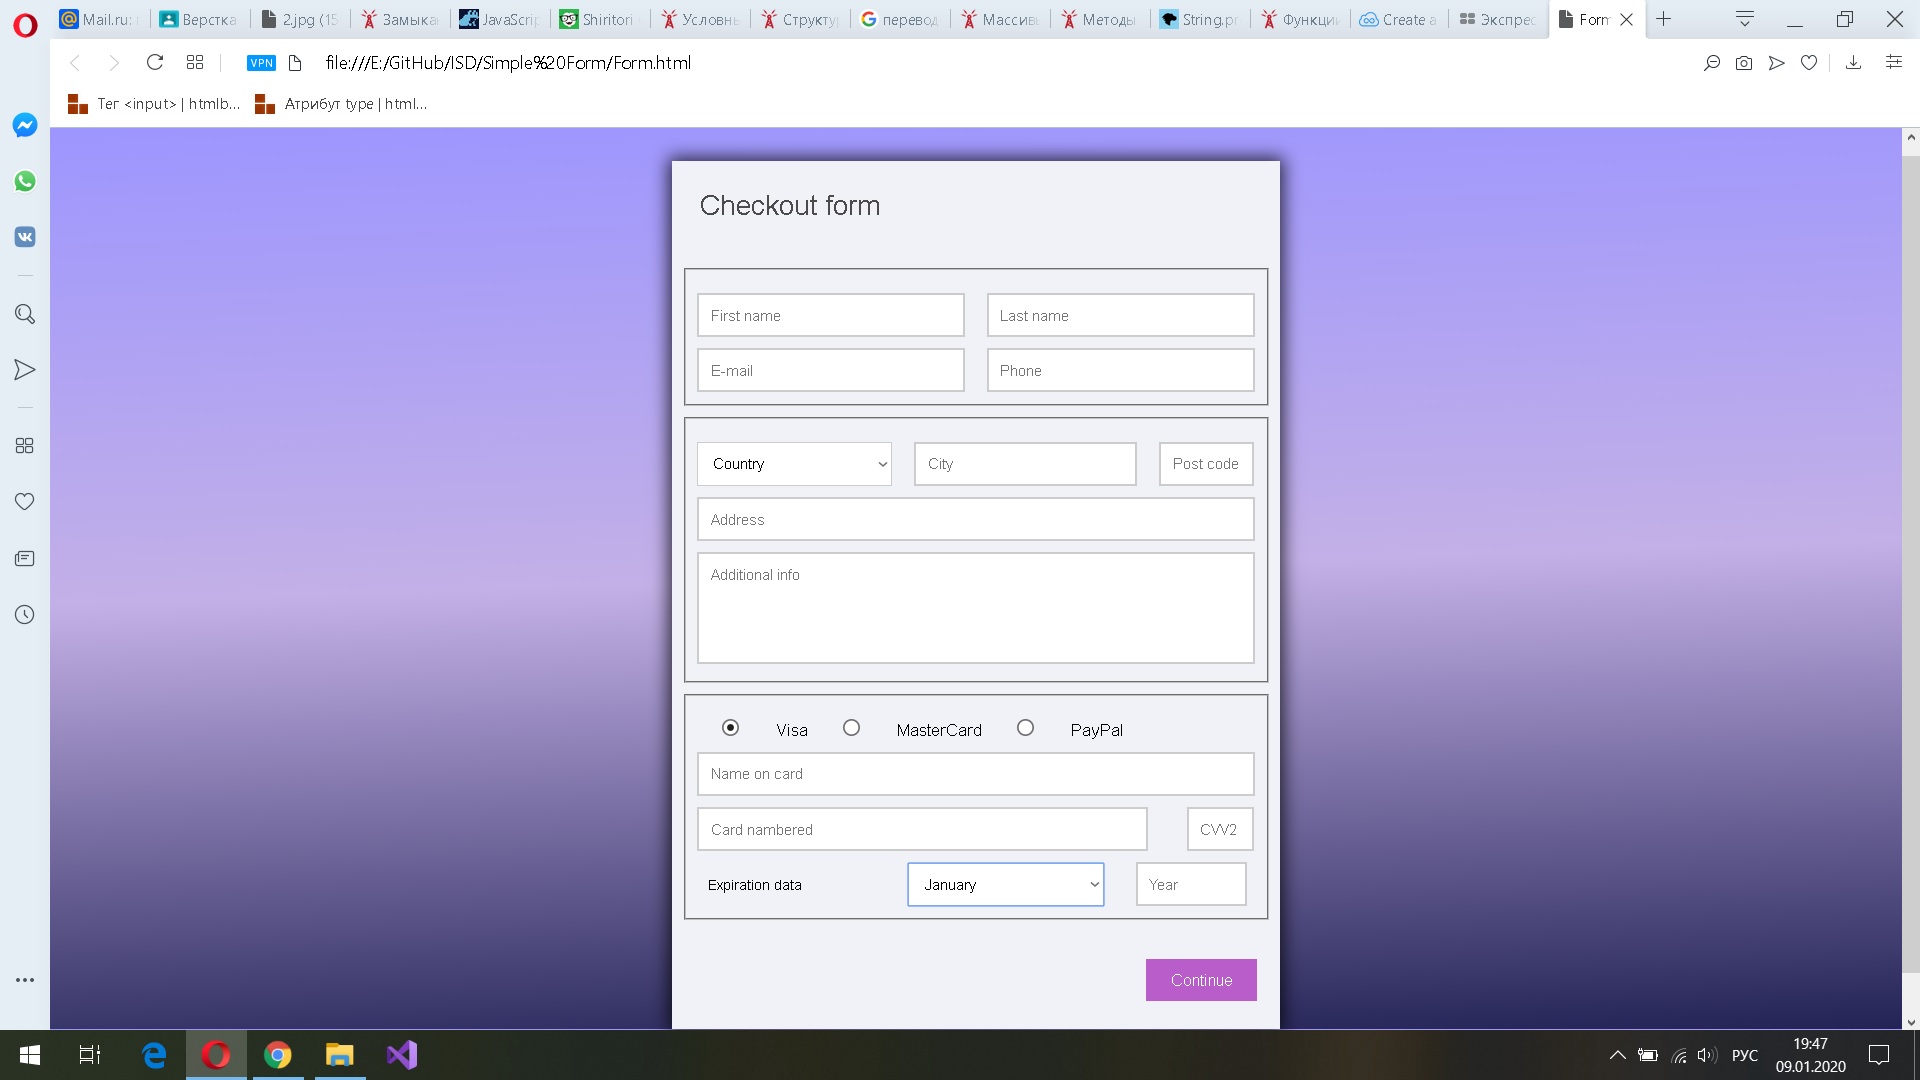 Mail.ru:
Верстка
2.jpg (15
Замыка
JavaScrip
Shiritori
Условнь
Структу
перевод
Массив
Методы
String.pr
Функци
Create a
Экспрес
Form
VPN
file:///E:/GitHub/ISD/Simple%20Form/Form.html
Тег <input> | htmlb...
Атрибут type | html...
Checkout form
First name
Last name
E-mail
Phone
Country
City
Post code
Address
Additional info
Visa
MasterCard
PayPal
Name on card
Card nambered
CVV2
Expiration data
January
Year
Continue
РУС
19:47
09.01.2020